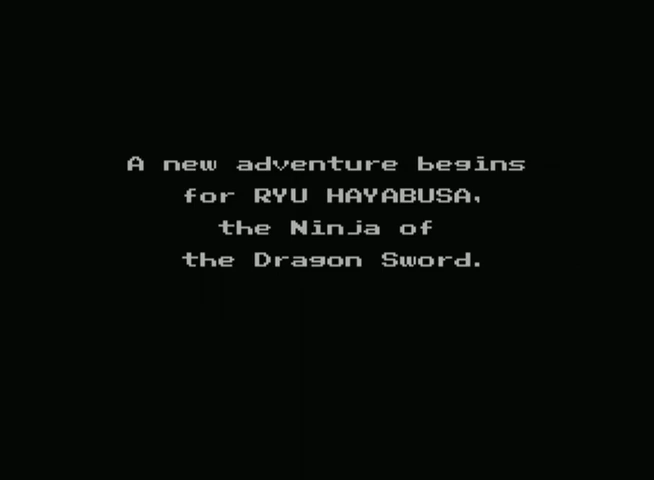 A new adventure begins
for RYU HAYABUSA,
the Ninja of
the Dragon Sword.